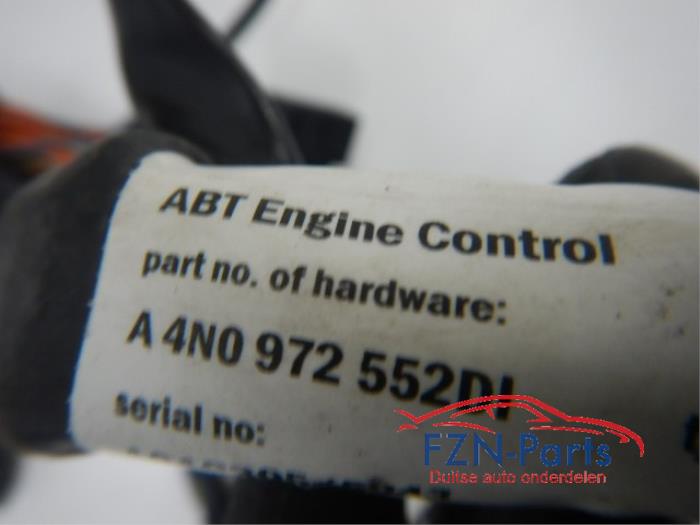 ABT Engine Control
part no. of hardware:
A 4N0 972 552DI
serial no:
FZN-Parts
Duitse auto onderdelen